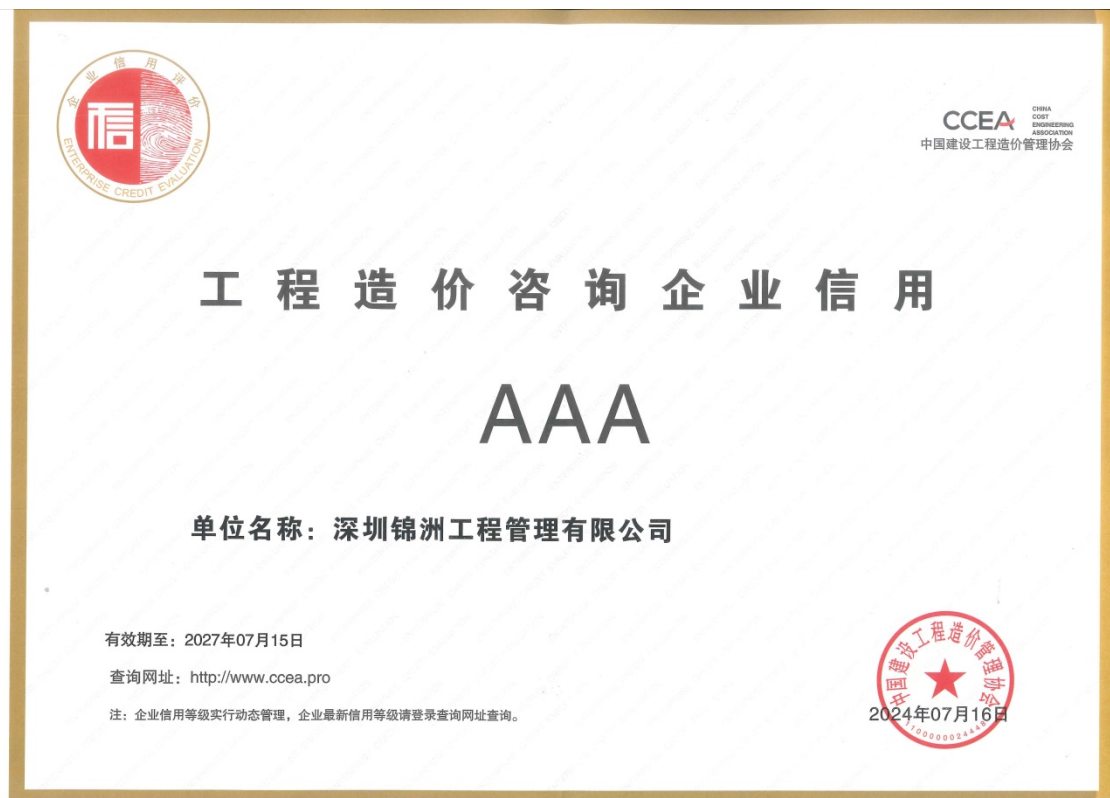 企业信用评价
信
ENTERPRISE CREDIT EVALUATION
CCEA
CHINA
COST
ENGINEERING
ASSOCIATION
中国建设工程造价管理协会
工程造价咨询企业信用
AAA
单位名称：深圳锦洲工程管理有限公司
有效期至：2027年07月15日
查询网址：http://www.ccea.pro
注：企业信用等级实行动态管理，企业最新信用等级请登录查询网址查询。
中国建设工程造价管理协会
2024年07月16日